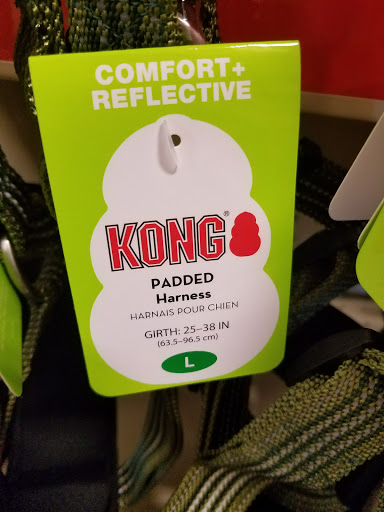 COMFORT+
REFLECTIVE
KONG®
PADDED
Harness
HARNAIS POUR CHIEN
GIRTH: 25–38 IN
(63.5–96.5 cm)
L